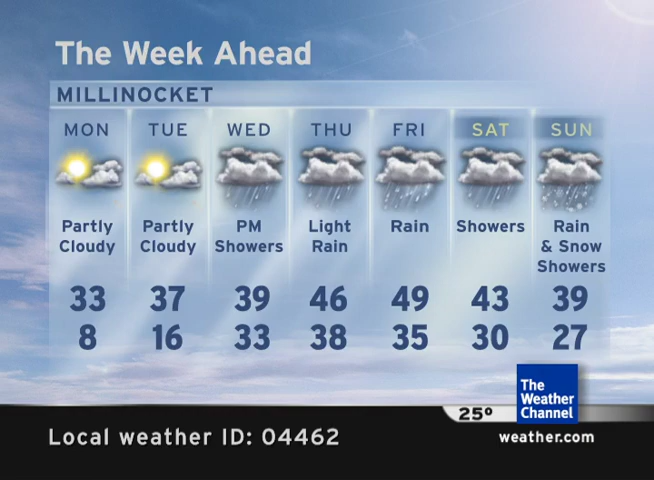 The Week Ahead
MILLINOCKET
MON TUE WED THU FRI SAT SUN
Partly Cloudy
Partly Cloudy
PM Showers
Light Rain
Rain
Showers
Rain & Snow Showers
33 37 39 46 49 43 39
8 16 33 38 35 30 27
25°
The Weather Channel
Local weather ID: 04462
weather.com